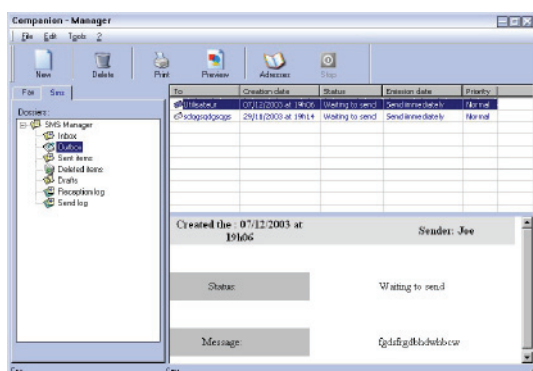 Companion - Manager
File Edit Tools ?
New Delete Print Preview Adresses Stop
Fax Sms
Dossiers :
SMS Manager
Inbox
Outbox
Sent items
Deleted items
Drafts
Reception log
Send log
To Creation date Status Emission date Priority
Utilisateur 07/12/2003 at 19h06 Waiting to send Send immediately Normal
29/11/2003 at 19h14 Waiting to send Send immediately Normal
Created the : 07/12/2003 at
19h06
Sender: Joe
Status: Waiting to send
Message: